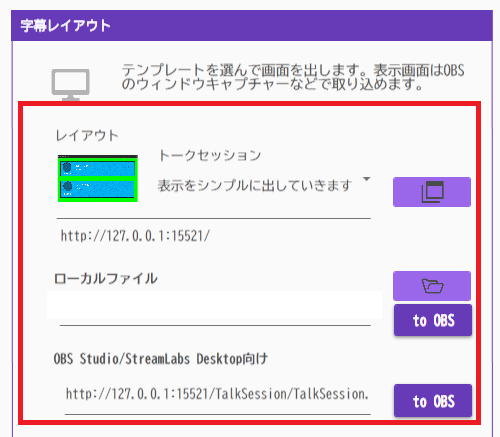 字幕レイアウト
テンプレートを選んで画面を出します。表示画面はOBS
のウィンドウキャプチャーなどで取り込めます。
レイアウト
トークセッション
表示をシンプルに出していきます
http://127.0.0.1:15521/
ローカルファイル
to OBS
OBS Studio/StreamLabs Desktop向け
http://127.0.0.1:15521/TalkSession/TalkSession.
to OBS